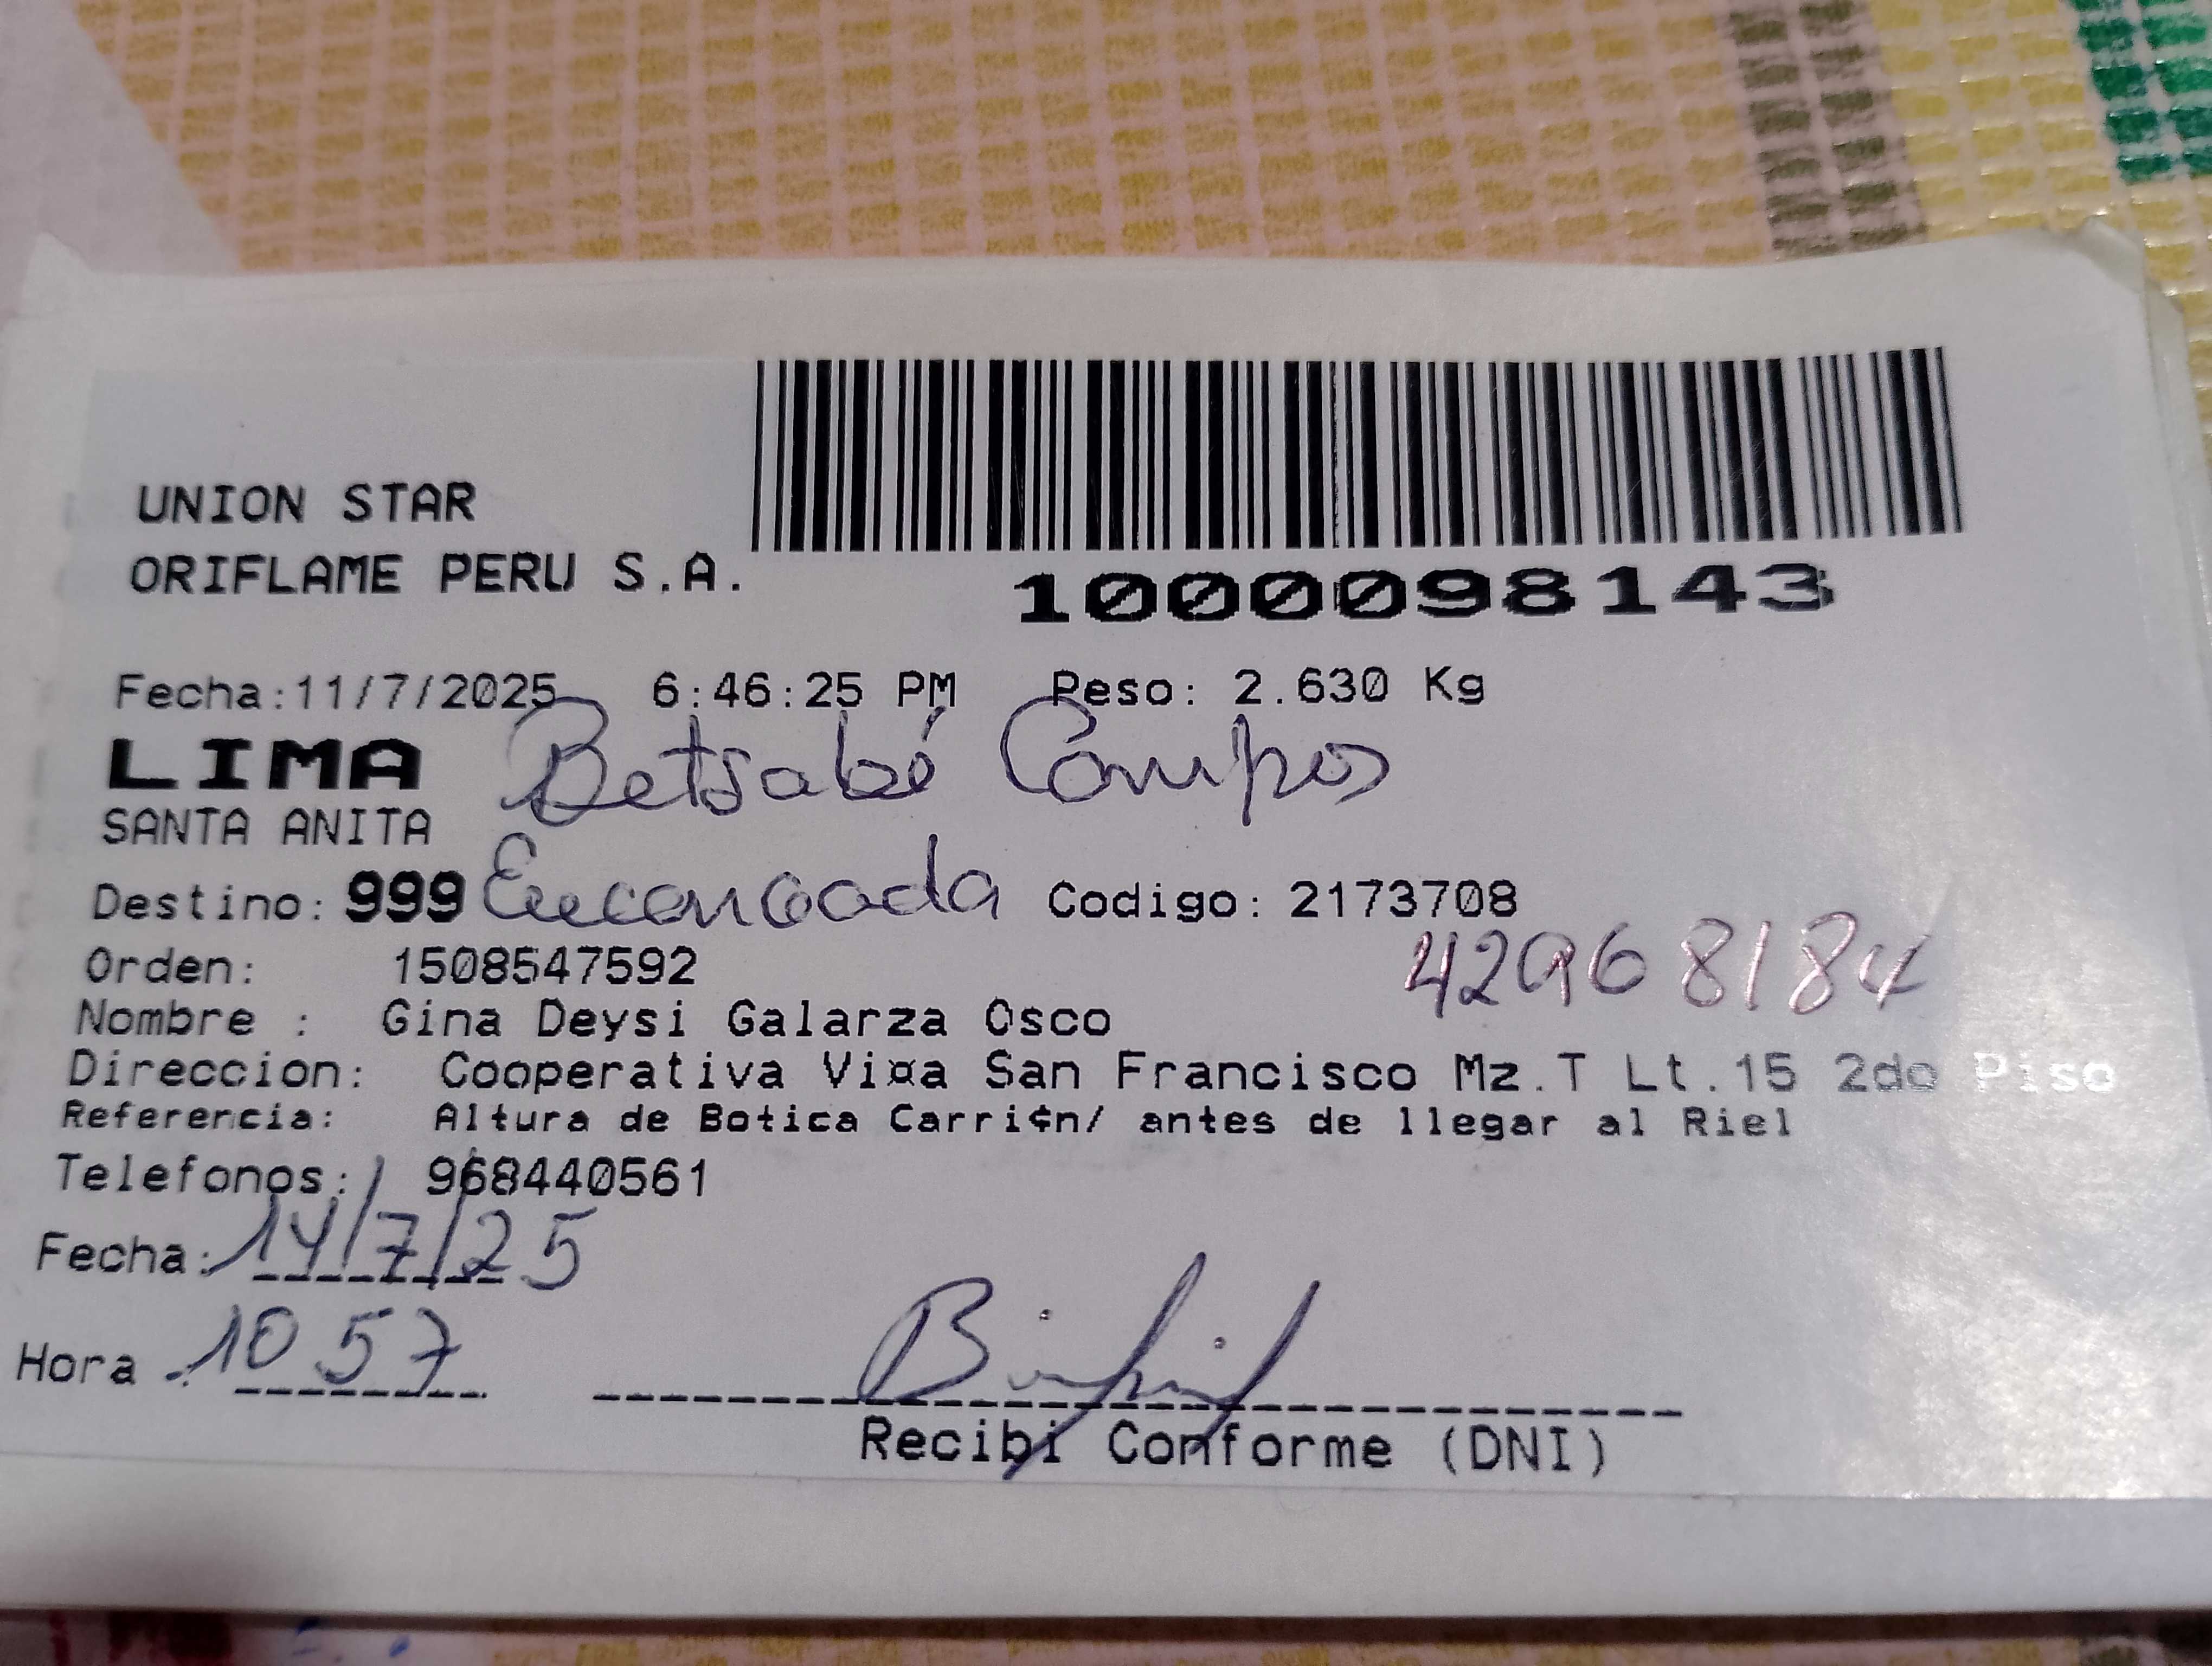 UNION STAR
ORIFLAME PERU S.A.
1000098143
Fecha:11/7/2025 6:46:25 PM Peso: 2.630 Kg
LIMA Betsabé Campos
SANTA ANITA
Destino: 999 Encargada Codigo: 2173708
42968184
Orden: 1508547592
Nombre : Gina Deysi Galarza Osco
Direccion: Cooperativa Vi¤a San Francisco Mz.T Lt.15 2do Piso
Referencia: Altura de Botica Carri¢n/ antes de llegar al Riel
Telefonos: 968440561
Fecha: 14/7/25
Hora : 10 57
Recibi Conforme (DNI)